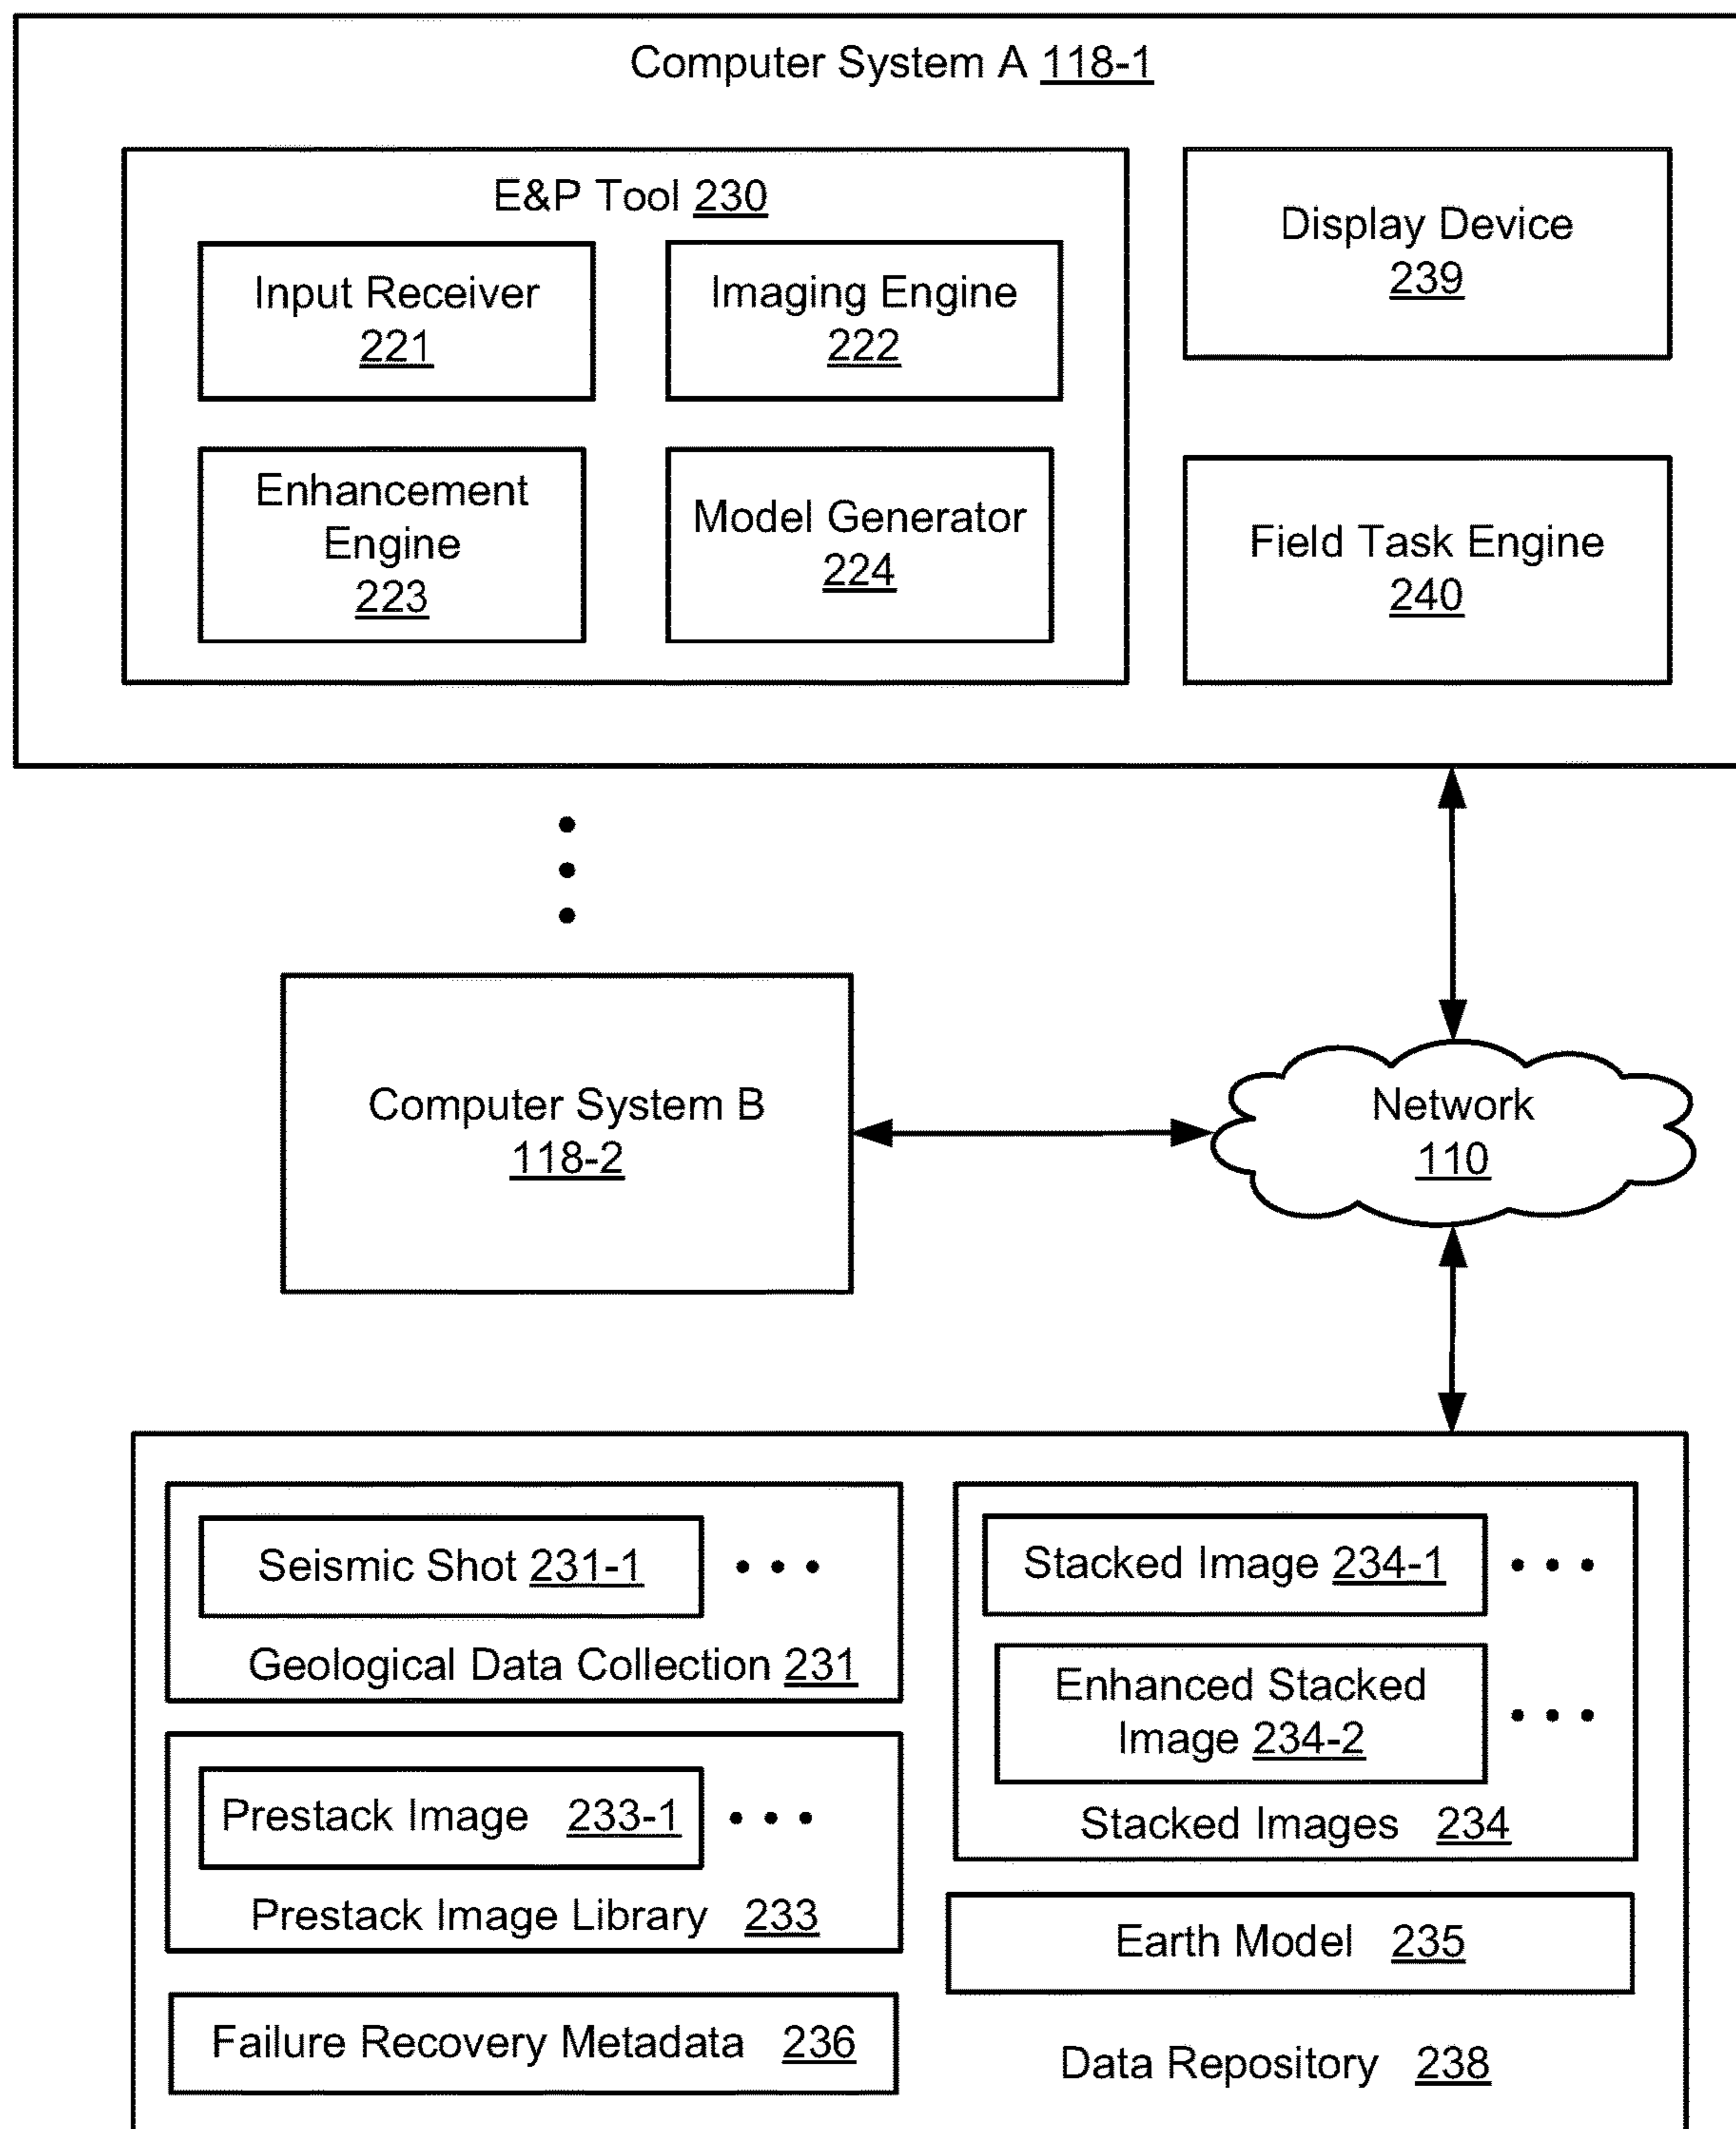 Computer System A 118-1
E&P Tool 230
Input Receiver
221
Imaging Engine
222
Enhancement
Engine
223
Model Generator
224
Display Device
239
Field Task Engine
240
Computer System B
118-2
Network
110
Seismic Shot 231-1
Geological Data Collection 231
Prestack Image 233-1
Prestack Image Library 233
Failure Recovery Metadata 236
Stacked Image 234-1
Enhanced Stacked
Image 234-2
Stacked Images 234
Earth Model 235
Data Repository 238